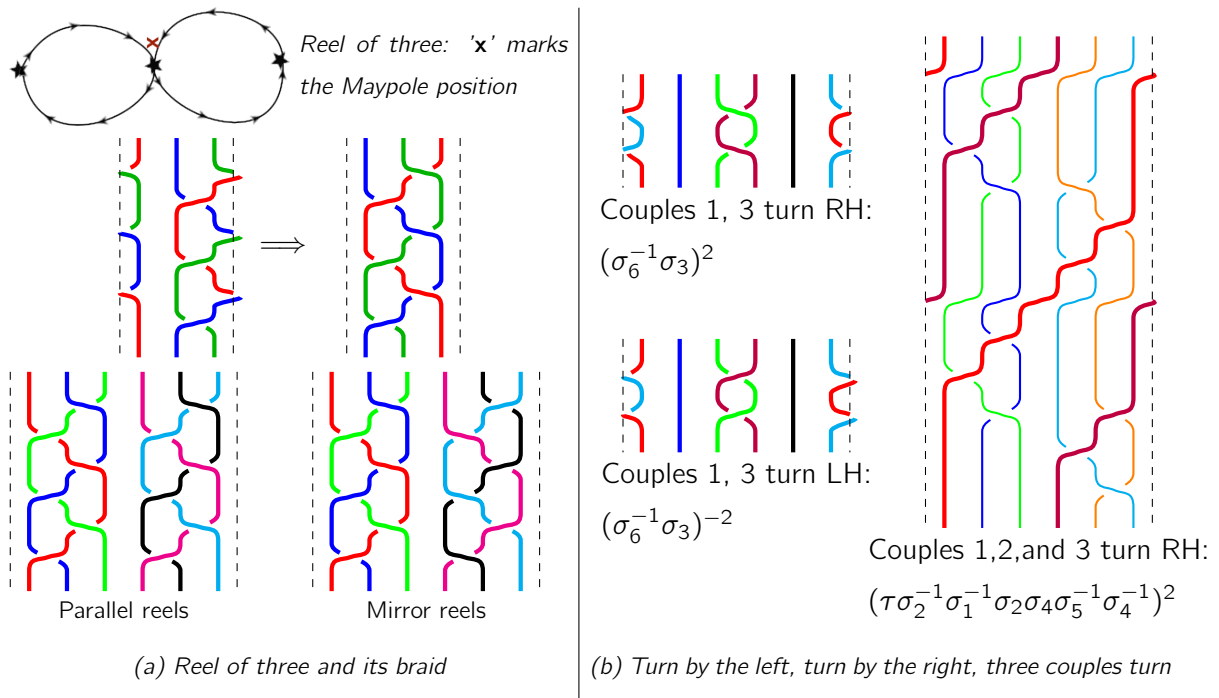 Reel of three: 'x' marks
the Maypole position
⟹
Parallel reels
Mirror reels
(a) Reel of three and its braid
Couples 1, 3 turn RH:
(σ₆⁻¹σ₃)²
Couples 1, 3 turn LH:
(σ₆⁻¹σ₃)⁻²
Couples 1,2,and 3 turn RH:
(τσ₂⁻¹σ₁⁻¹σ₂σ₄σ₅⁻¹σ₄⁻¹)²
(b) Turn by the left, turn by the right, three couples turn